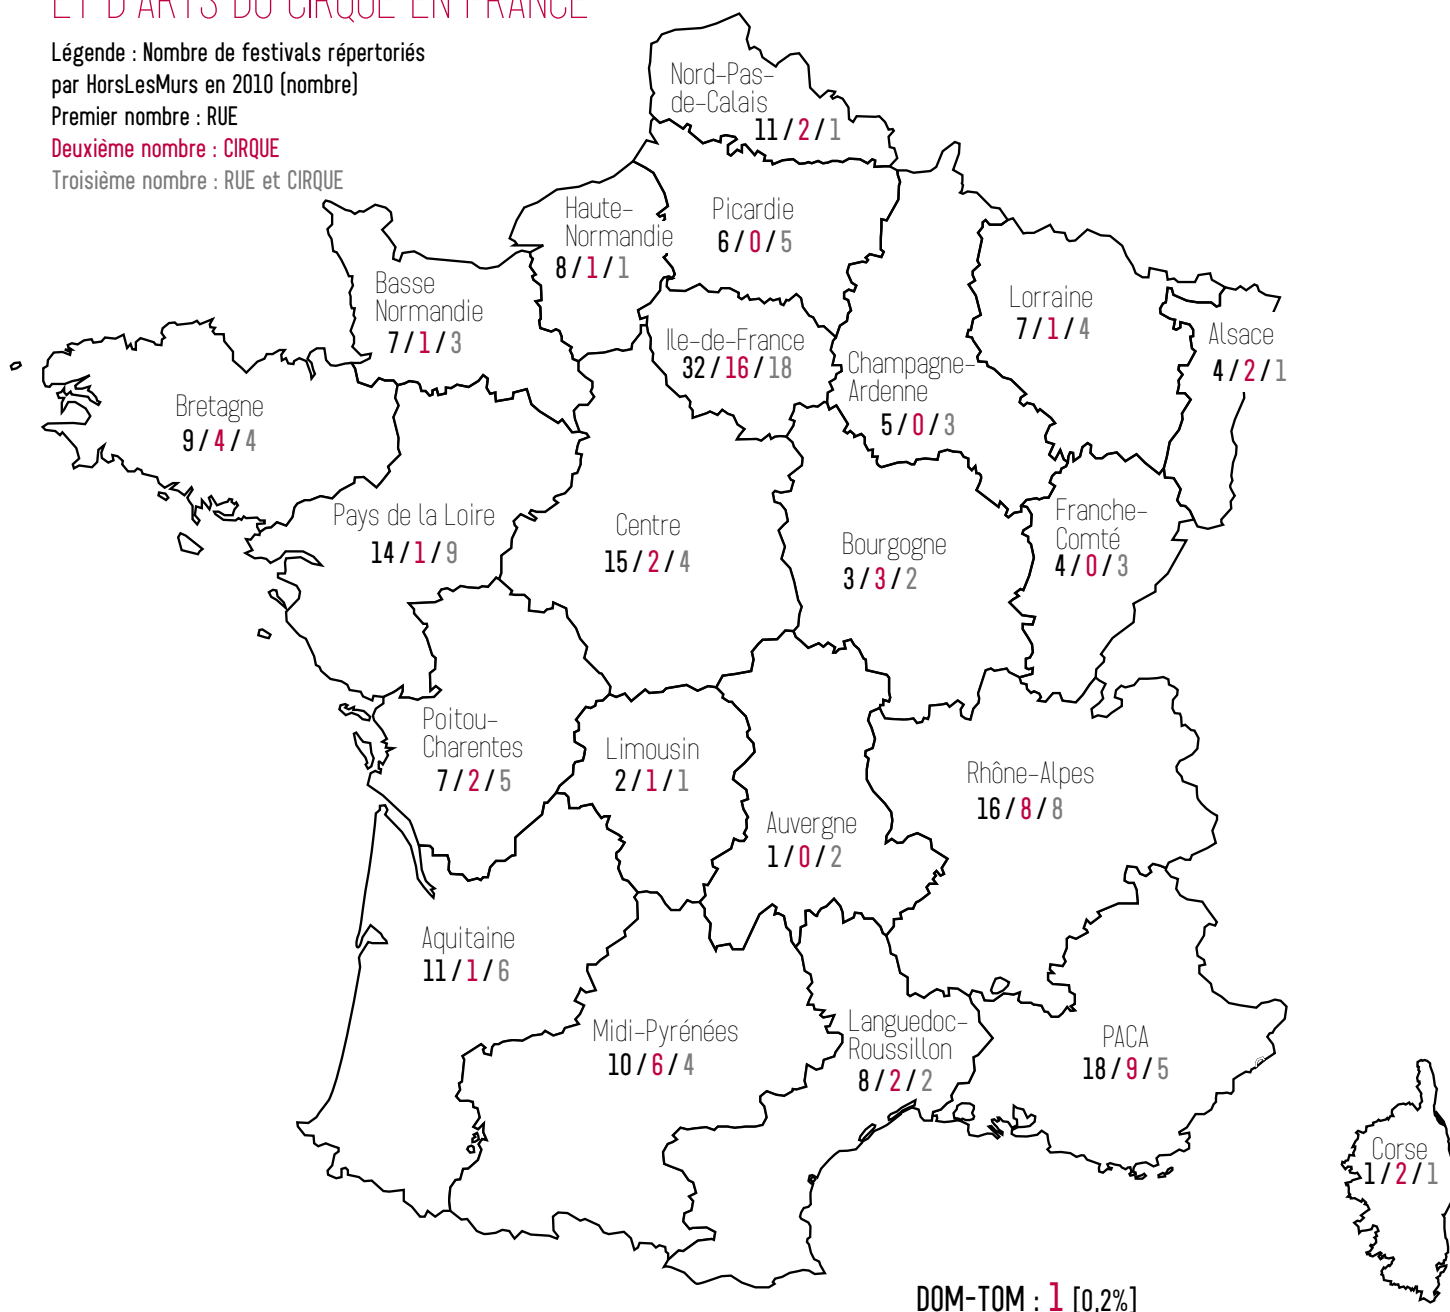 ET D'ARTS DU CIRQUE EN FRANCE
Légende : Nombre de festivals répertoriés
par HorsLesMurs en 2010 (nombre)
Premier nombre : RUE
Deuxième nombre : CIRQUE
Troisième nombre : RUE et CIRQUE
Nord-Pas-
de-Calais
11 / 2 / 1
Haute-
Normandie
8 / 1 / 1
Picardie
6 / 0 / 5
Basse
Normandie
7 / 1 / 3
Ile-de-France
32 / 16 / 18
Champagne-
Ardenne
5 / 0 / 3
Lorraine
7 / 1 / 4
Alsace
4 / 2 / 1
Bretagne
9 / 4 / 4
Pays de la Loire
14 / 1 / 9
Centre
15 / 2 / 4
Bourgogne
3 / 3 / 2
Franche-
Comté
4 / 0 / 3
Poitou-
Charentes
7 / 2 / 5
Limousin
2 / 1 / 1
Auvergne
1 / 0 / 2
Rhône-Alpes
16 / 8 / 8
Aquitaine
11 / 1 / 6
Midi-Pyrénées
10 / 6 / 4
Languedoc-
Roussillon
8 / 2 / 2
PACA
18 / 9 / 5
Corse
1 / 2 / 1
DOM-TOM : 1 [0,2%]